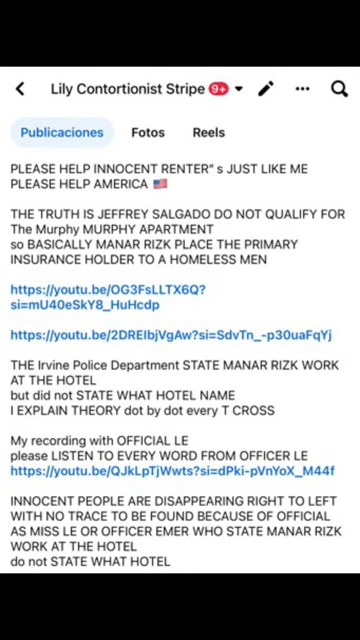 Lily Contortionist Stripe 9+
Publicaciones Fotos Reels
PLEASE HELP INNOCENT RENTER" s JUST LIKE ME
PLEASE HELP AMERICA 🇺🇸
THE TRUTH IS JEFFREY SALGADO DO NOT QUALIFY FOR
The Murphy MURPHY APARTMENT
so BASICALLY MANAR RIZK PLACE THE PRIMARY
INSURANCE HOLDER TO A HOMELESS MEN
https://youtu.be/OG3FsLLTX6Q?
si=mU40eSkY8_HuHcdp
https://youtu.be/2DREIbjVgAw?si=SdvTn_-p30uaFqYj
THE Irvine Police Department STATE MANAR RIZK WORK
AT THE HOTEL
but did not STATE WHAT HOTEL NAME
I EXPLAIN THEORY dot by dot every T CROSS
My recording with OFFICIAL LE
please LISTEN TO EVERY WORD FROM OFFICER LE
https://youtu.be/QJkLpTjWwts?si=dPki-pVnYoX_M44f
INNOCENT PEOPLE ARE DISAPPEARING RIGHT TO LEFT
WITH NO TRACE TO BE FOUND BECAUSE OF OFFICIAL
AS MISS LE OR OFFICER EMER WHO STATE MANAR RIZK
WORK AT THE HOTEL
do not STATE WHAT HOTEL